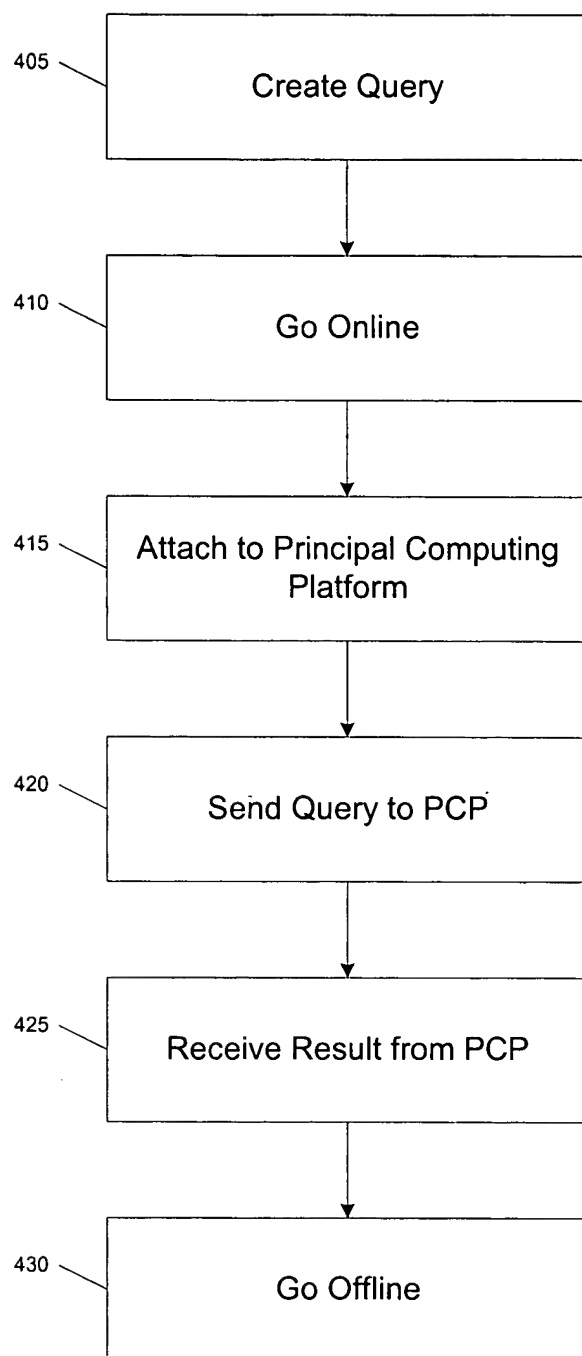 405
Create Query
410
Go Online
415
Attach to Principal Computing
Platform
420
Send Query to PCP
425
Receive Result from PCP
430
Go Offline